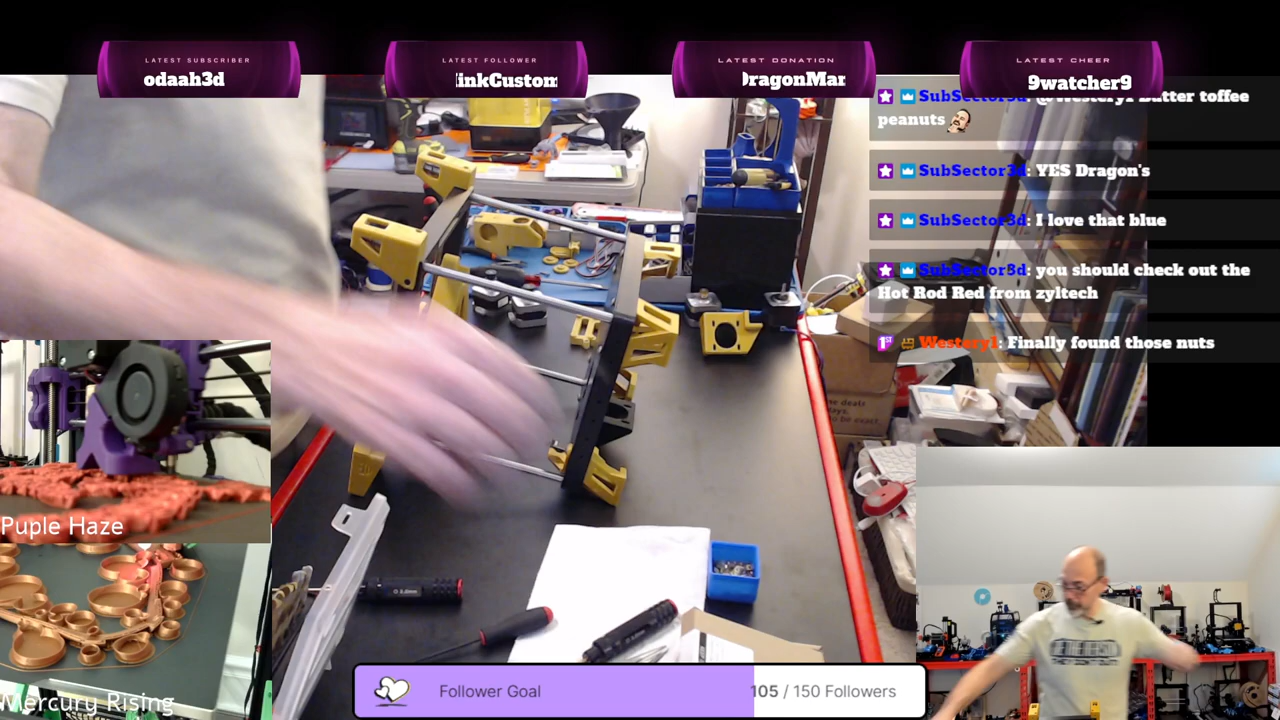 LATEST SUBSCRIBER
odaah3d
LATEST FOLLOWER
inkCustom
LATEST DONATION
DragonMar
LATEST CHEER
9watcher9
SubSector3d: @Westery1 Butter toffee
peanuts
SubSector3d: YES Dragon's
SubSector3d: I love that blue
SubSector3d: you should check out the
Hot Rod Red from zyltech
Westery1: Finally found those nuts
Puple Haze
Mercury Rising
Follower Goal
105 / 150 Followers